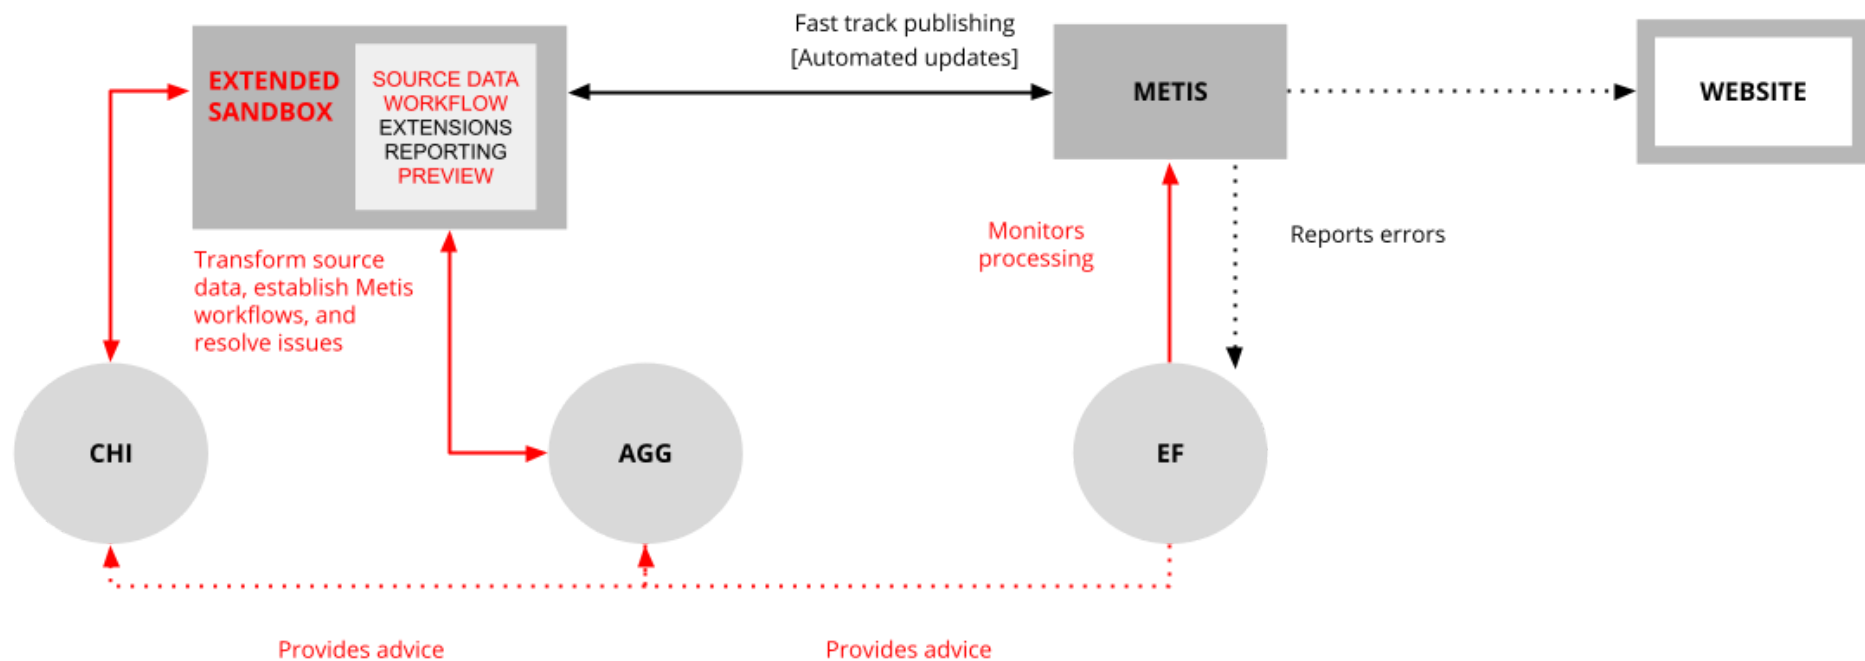 Fast track publishing
[Automated updates]
EXTENDED
SANDBOX
SOURCE DATA
WORKFLOW
EXTENSIONS
REPORTING
PREVIEW
METIS
WEBSITE
Transform source
data, establish Metis
workflows, and
resolve issues
Monitors
processing
Reports errors
CHI
AGG
EF
Provides advice
Provides advice